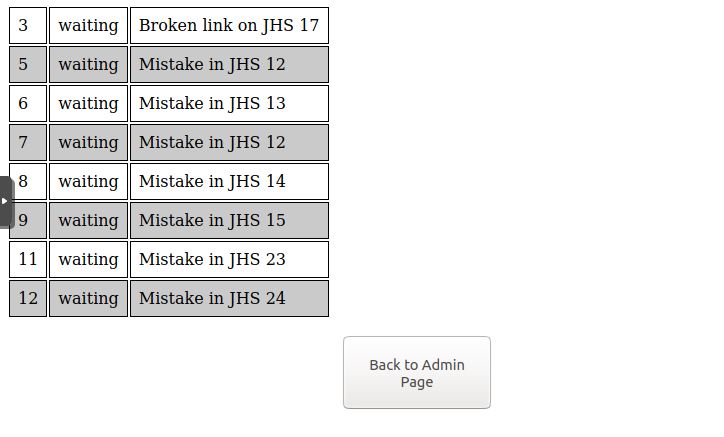 3 waiting Broken link on JHS 17
5 waiting Mistake in JHS 12
6 waiting Mistake in JHS 13
7 waiting Mistake in JHS 12
8 waiting Mistake in JHS 14
9 waiting Mistake in JHS 15
11 waiting Mistake in JHS 23
12 waiting Mistake in JHS 24
Back to Admin
Page